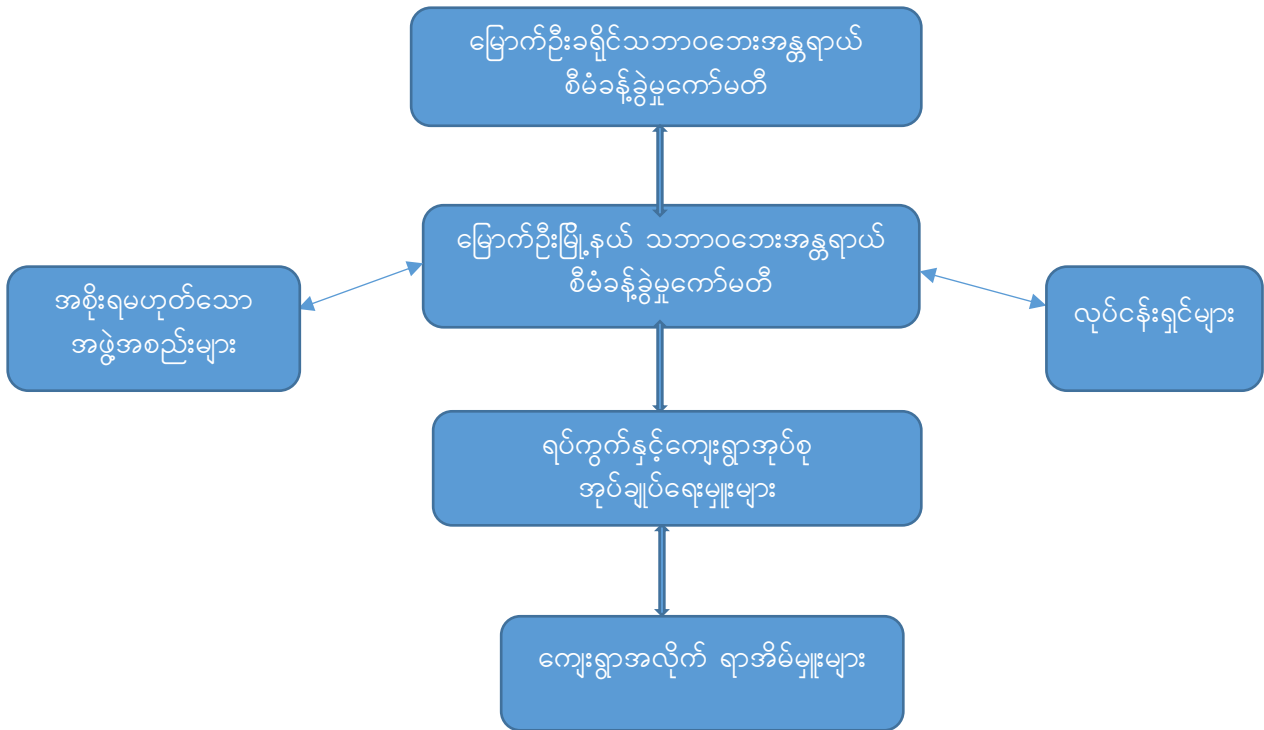 မြောက်ဦးခရိုင်သဘာဝဘေးအန္တရာယ်
စီမံခန့်ခွဲမှုကော်မတီ
မြောက်ဦးမြို့နယ် သဘာဝဘေးအန္တရာယ်
စီမံခန့်ခွဲမှုကော်မတီ
အစိုးရမဟုတ်သော
အဖွဲ့အစည်းများ
လုပ်ငန်းရှင်များ
ရပ်ကွက်နှင့်ကျေးရွာအုပ်စု
အုပ်ချုပ်ရေးမှူးများ
ကျေးရွာအလိုက် ရာအိမ်မှူးများ